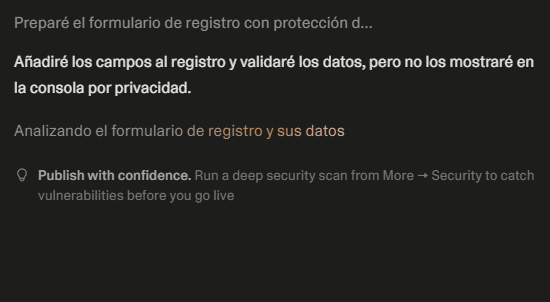 Preparé el formulario de registro con protección d...
Añadiré los campos al registro y validaré los datos, pero no los mostraré en
la consola por privacidad.
Analizando el formulario de registro y sus datos
Publish with confidence. Run a deep security scan from More → Security to catch
vulnerabilities before you go live